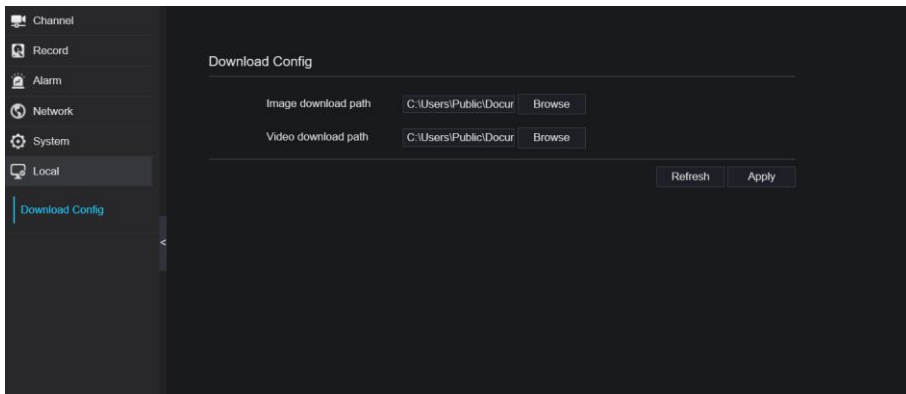 Channel
Record
Alarm
Network
System
Local
Download Config
<
Download Config
Image download path C:\Users\Public\Docur Browse
Video download path C:\Users\Public\Docur Browse
Refresh Apply